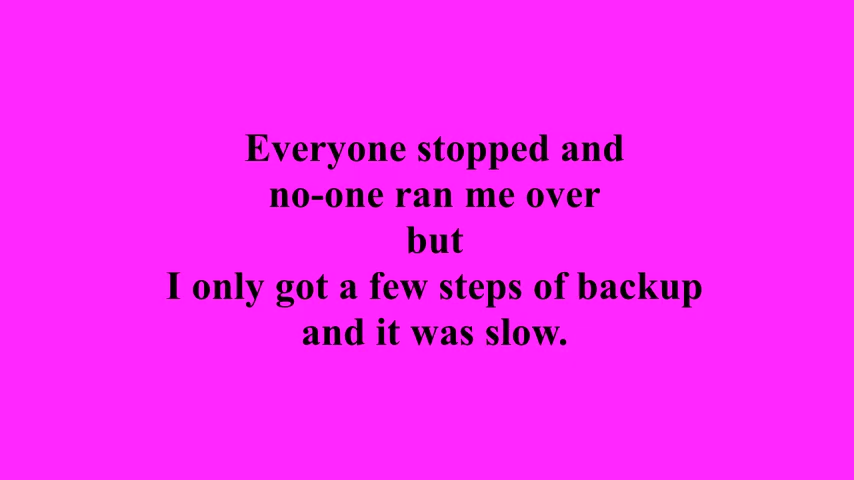 Everyone stopped and
no-one ran me over
but
I only got a few steps of backup
and it was slow.